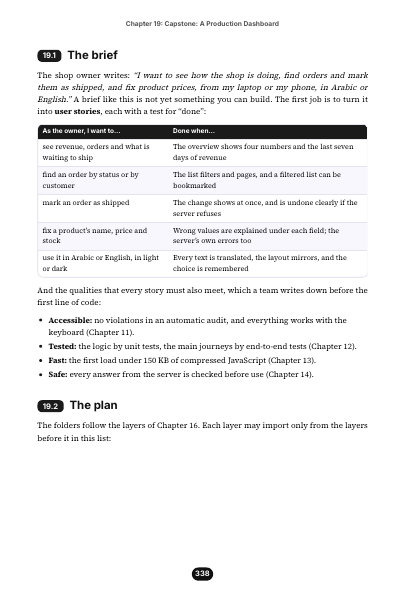 Chapter 19: Capstone: A Production Dashboard
19.1 The brief
The shop owner writes: “I want to see how the shop is doing, find orders and mark
them as shipped, and fix product prices, from my laptop or my phone, in Arabic or
English.” A brief like this is not yet something you can build. The first job is to turn it
into user stories, each with a test for “done”:
As the owner, I want to… Done when…
see revenue, orders and what is The overview shows four numbers and the last seven
waiting to ship days of revenue
find an order by status or by The list filters and pages, and a filtered list can be
customer bookmarked
mark an order as shipped The change shows at once, and is undone clearly if the
server refuses
fix a product’s name, price and Wrong values are explained under each field; the
stock server’s own errors too
use it in Arabic or English, in light Every text is translated, the layout mirrors, and the
or dark choice is remembered
And the qualities that every story must also meet, which a team writes down before the
first line of code:
• Accessible: no violations in an automatic audit, and everything works with the
keyboard (Chapter 11).
• Tested: the logic by unit tests, the main journeys by end-to-end tests (Chapter 12).
• Fast: the first load under 150 KB of compressed JavaScript (Chapter 13).
• Safe: every answer from the server is checked before use (Chapter 14).
19.2 The plan
The folders follow the layers of Chapter 16. Each layer may import only from the layers
before it in this list:
338